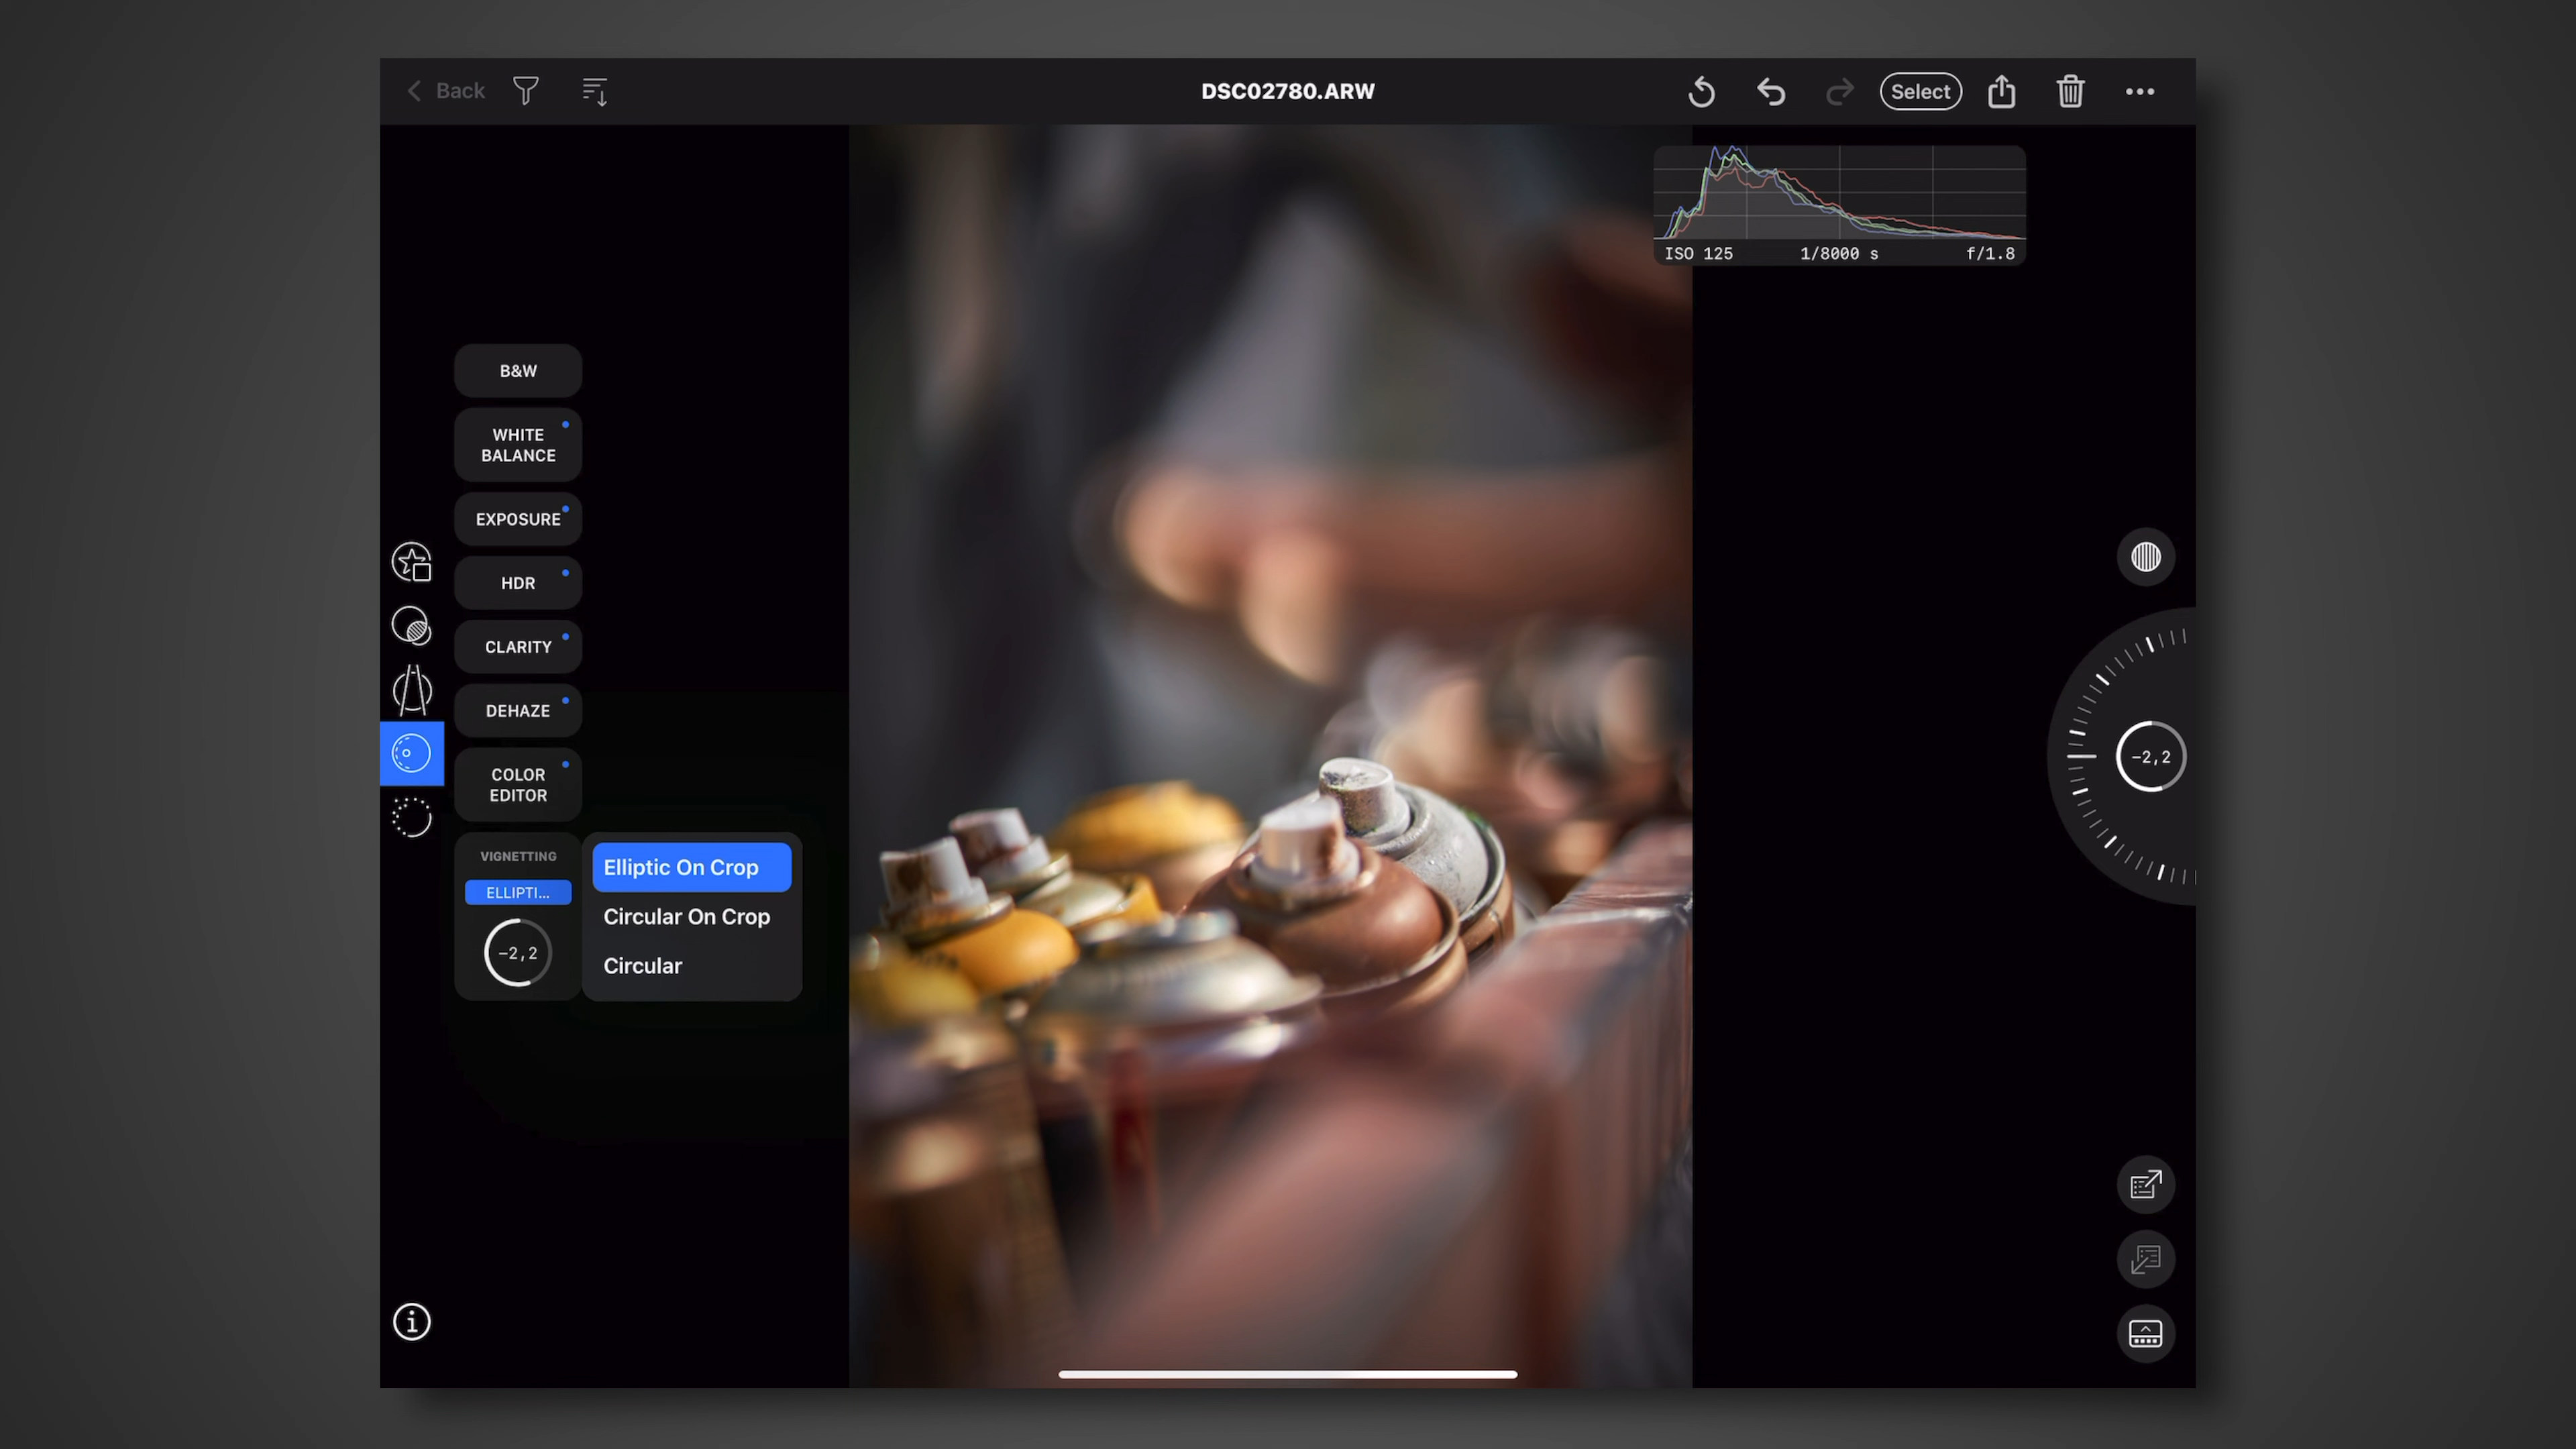 Back
DSC02780.ARW
Select
ISO 125 1/8000 s f/1.8
B&W
WHITE
BALANCE
EXPOSURE
HDR
CLARITY
DEHAZE
COLOR
EDITOR
VIGNETTING
ELLIPTI...
-2,2
Elliptic On Crop
Circular On Crop
Circular
-2,2